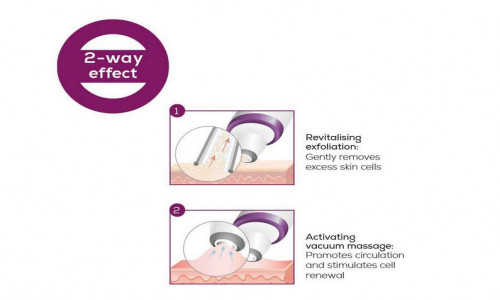 2-way
effect
1
Revitalising
exfoliation:
Gently removes
excess skin cells
2
Activating
vacuum massage:
Promotes circulation
and stimulates cell
renewal